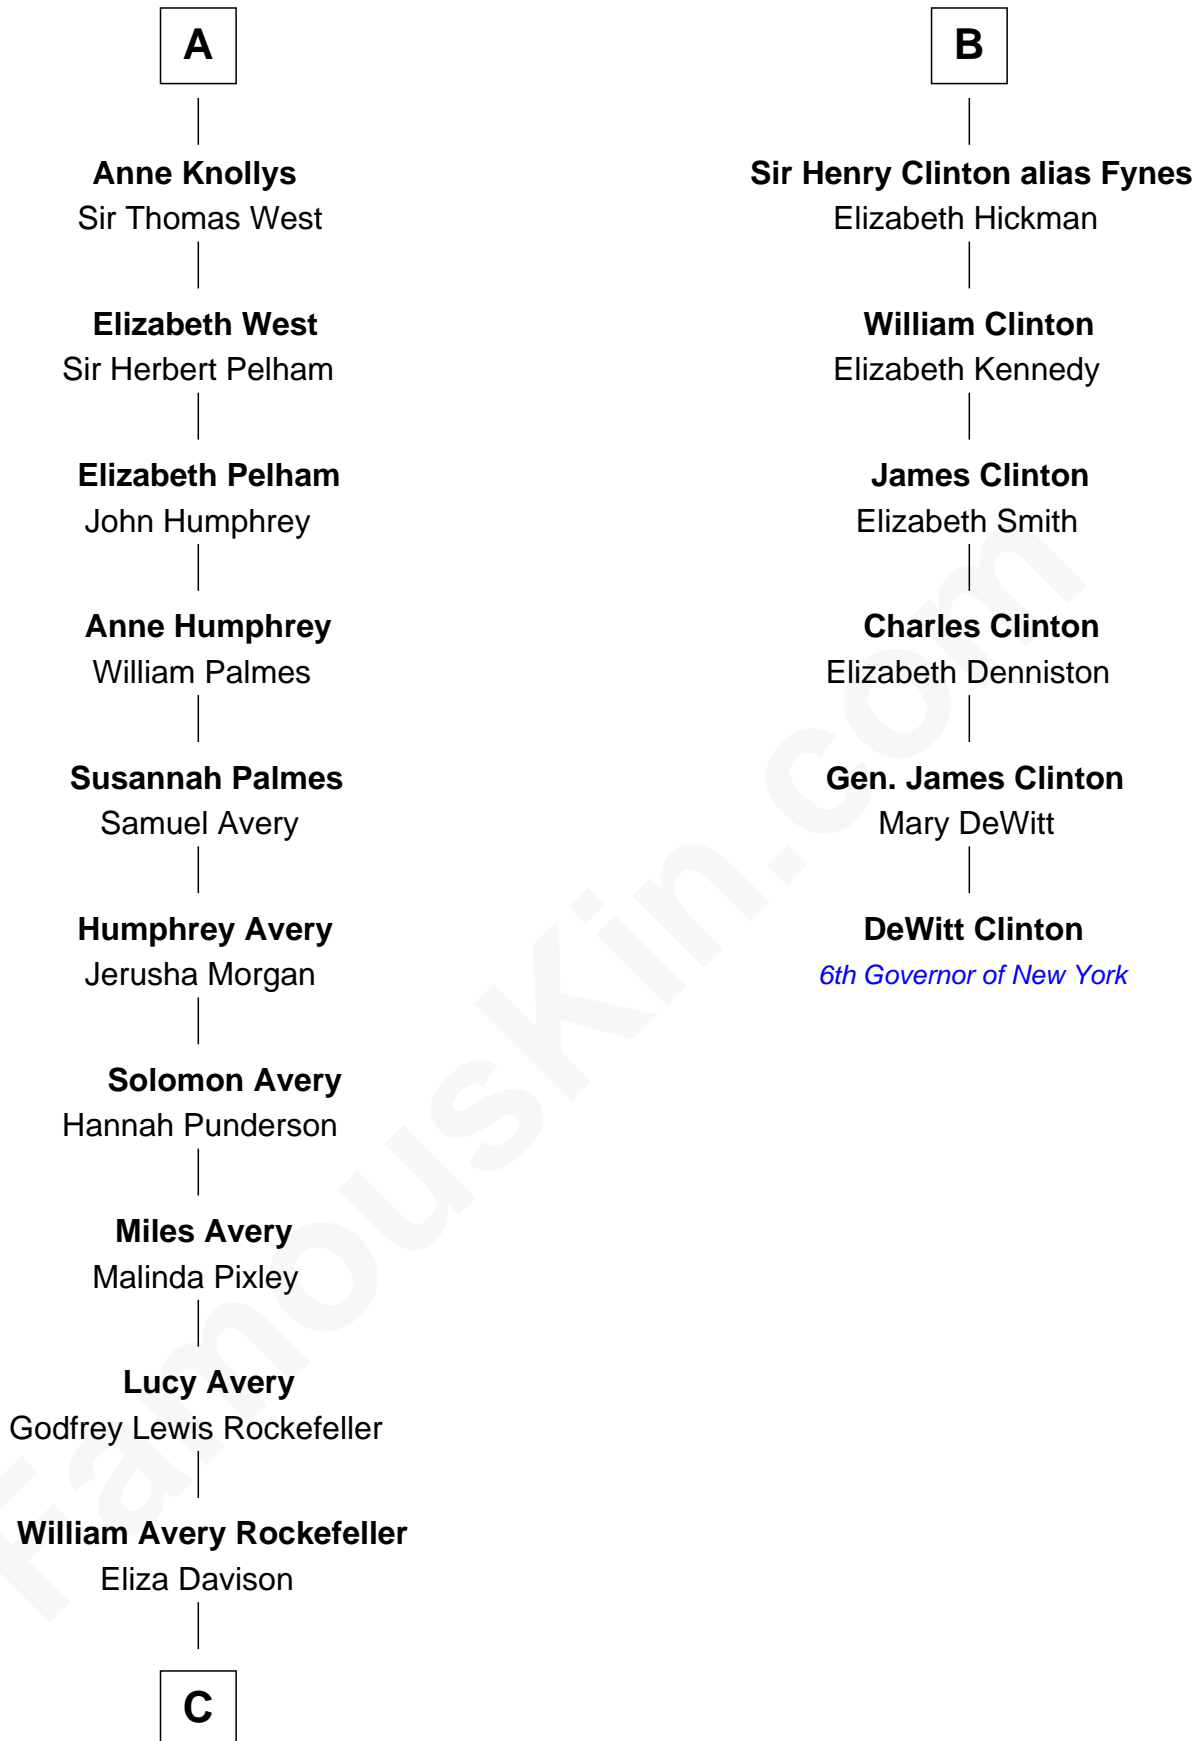 A
Anne Knollys
Sir Thomas West
Elizabeth West
Sir Herbert Pelham
Elizabeth Pelham
John Humphrey
Anne Humphrey
William Palmes
Susannah Palmes
Samuel Avery
Humphrey Avery
Jerusha Morgan
Solomon Avery
Hannah Punderson
Miles Avery
Malinda Pixley
Lucy Avery
Godfrey Lewis Rockefeller
William Avery Rockefeller
Eliza Davison
C
B
Sir Henry Clinton alias Fynes
Elizabeth Hickman
William Clinton
Elizabeth Kennedy
James Clinton
Elizabeth Smith
Charles Clinton
Elizabeth Denniston
Gen. James Clinton
Mary DeWitt
DeWitt Clinton
6th Governor of New York
FamousKin.com